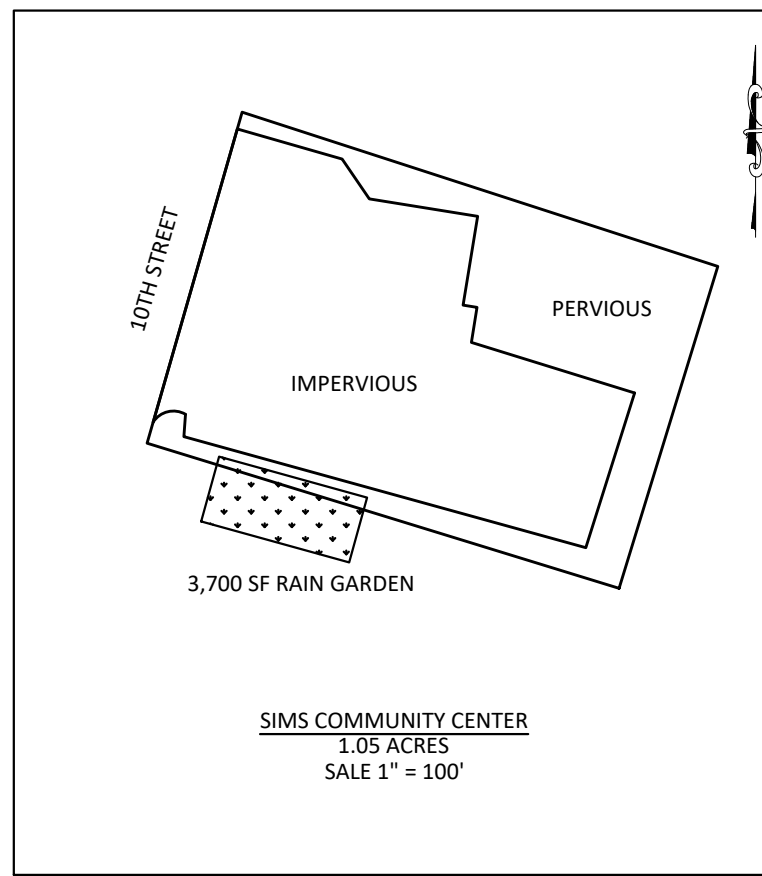 10TH STREET
PERVIOUS
IMPERVIOUS
3,700 SF RAIN GARDEN
SIMS COMMUNITY CENTER
1.05 ACRES
SALE 1" = 100'